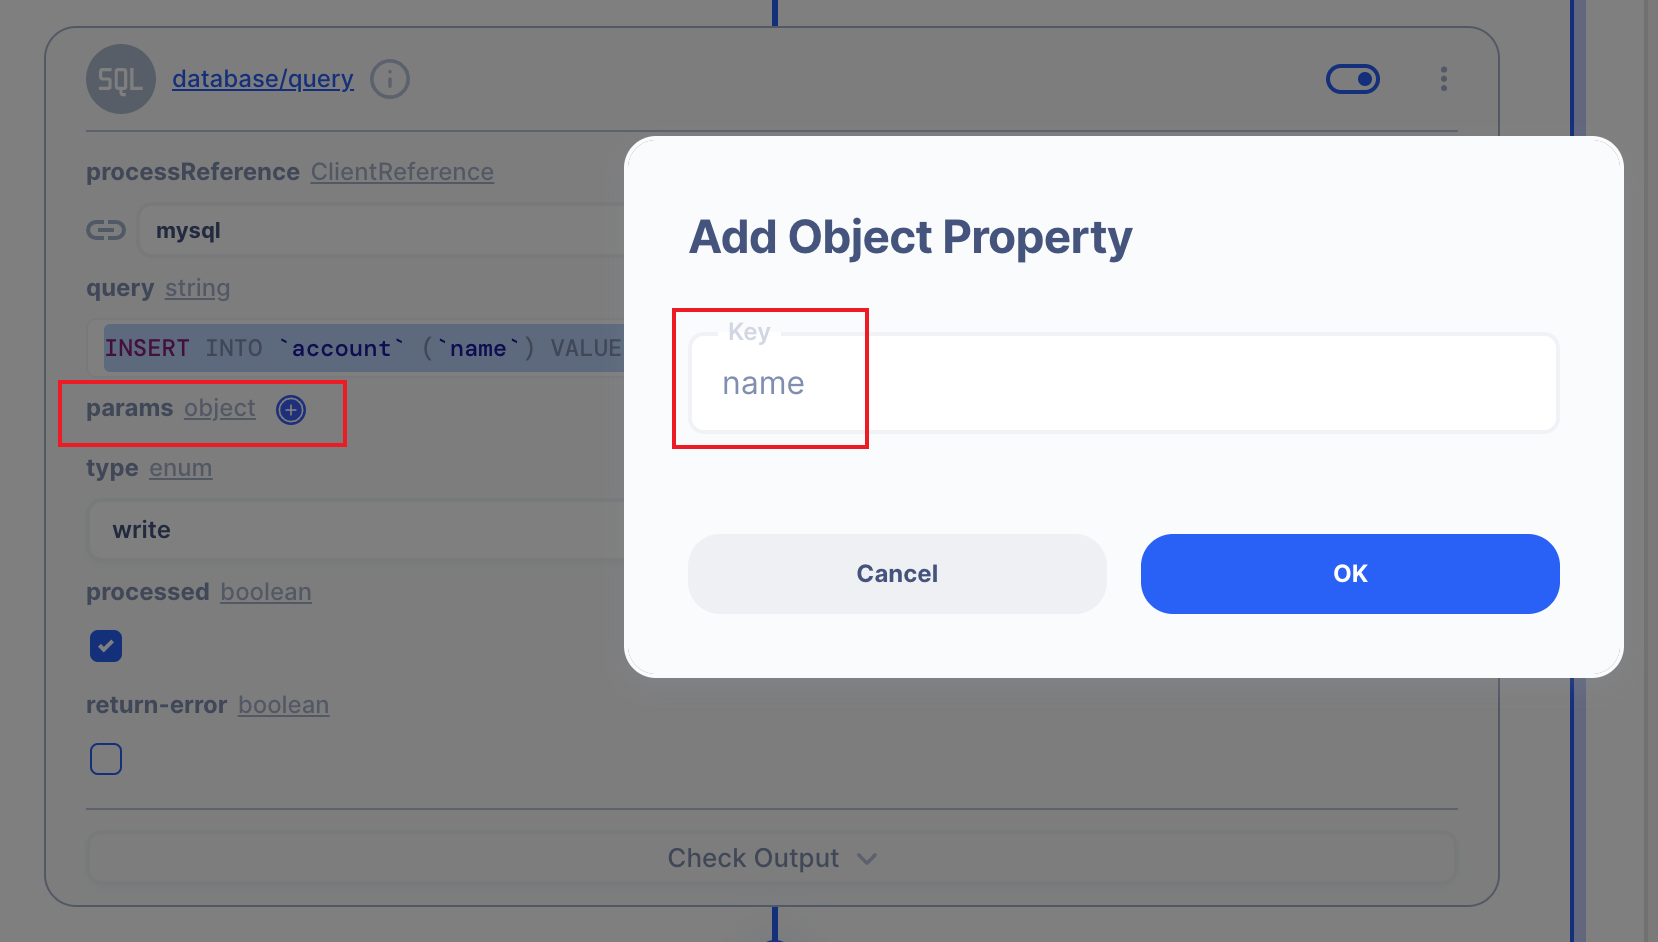 SQL database/query
processReference ClientReference
mysql
query string
INSERT INTO `account` (`name`) VALUE
params object
type enum
write
processed boolean
return-error boolean
Check Output
Add Object Property
Key
name
Cancel
OK